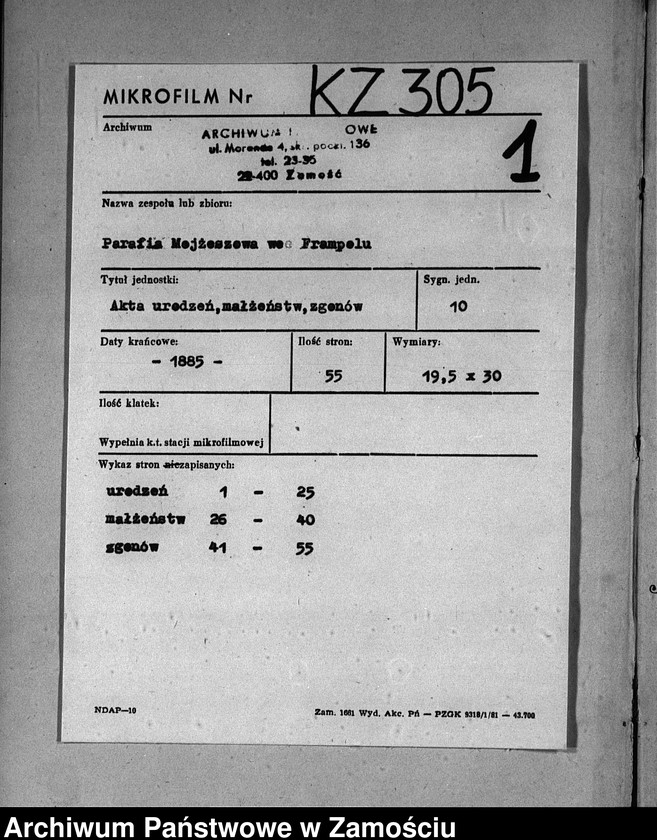 MIKROFILM Nr KZ 305
1
Archiwum
ARCHIWUM OWE
ul. Moranda 4, sk. poczt. 136
tel. 23-35
22-400 Zamość
Nazwa zespołu lub zbioru:
Parafia Mojżeszowa we Frampolu
Tytuł jednostki:
Akta urodzeń,małżeństw,zgonów
Sygn. jedn.
10
Daty krańcowe:
- 1885 -
Ilość stron:
55
Wymiary:
19,5 x 30
Ilość klatek:
Wypełnia k.t. stacji mikrofilmowej
Wykaz stron niezapisanych:
urodzeń 1 - 25
małżeństw 26 - 40
zgonów 41 - 55
NDAP—10
Zam. 1661 Wyd. Akc. Pń — PZGK 9318/1/81 — 43.700
Archiwum Państwowe w Zamościu